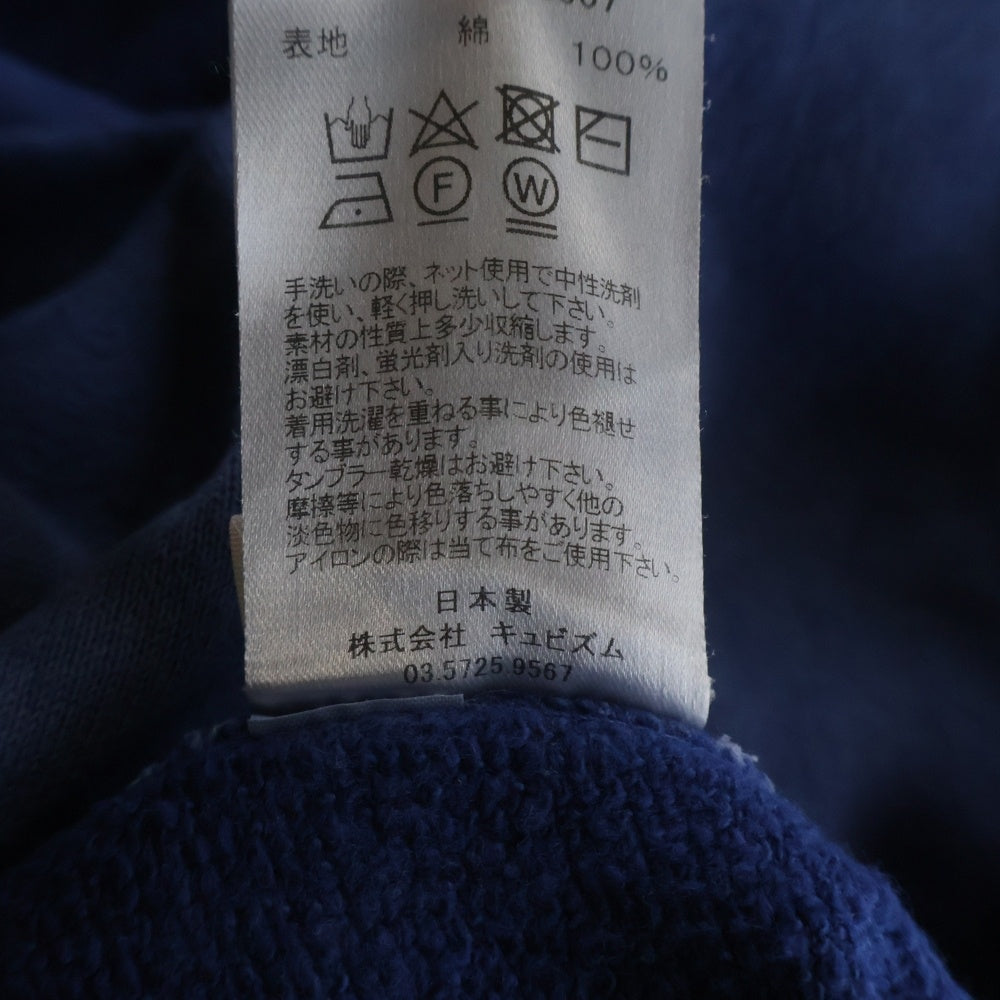 表地 綿 100%
F W
手洗いの際、ネット使用で中性洗剤
を使い、軽く押し洗いして下さい。
素材の性質上多少収縮します。
漂白剤、蛍光剤入り洗剤の使用は
お避け下さい。
着用洗濯を重ねる事により色褪せ
する事があります。
タンブラー乾燥はお避け下さい。
摩擦等により色落ちしやすく他の
淡色物に色移りする事があります。
アイロンの際は当て布をご使用下さい。
日本製
株式会社 キュビズム
03.5725.9567